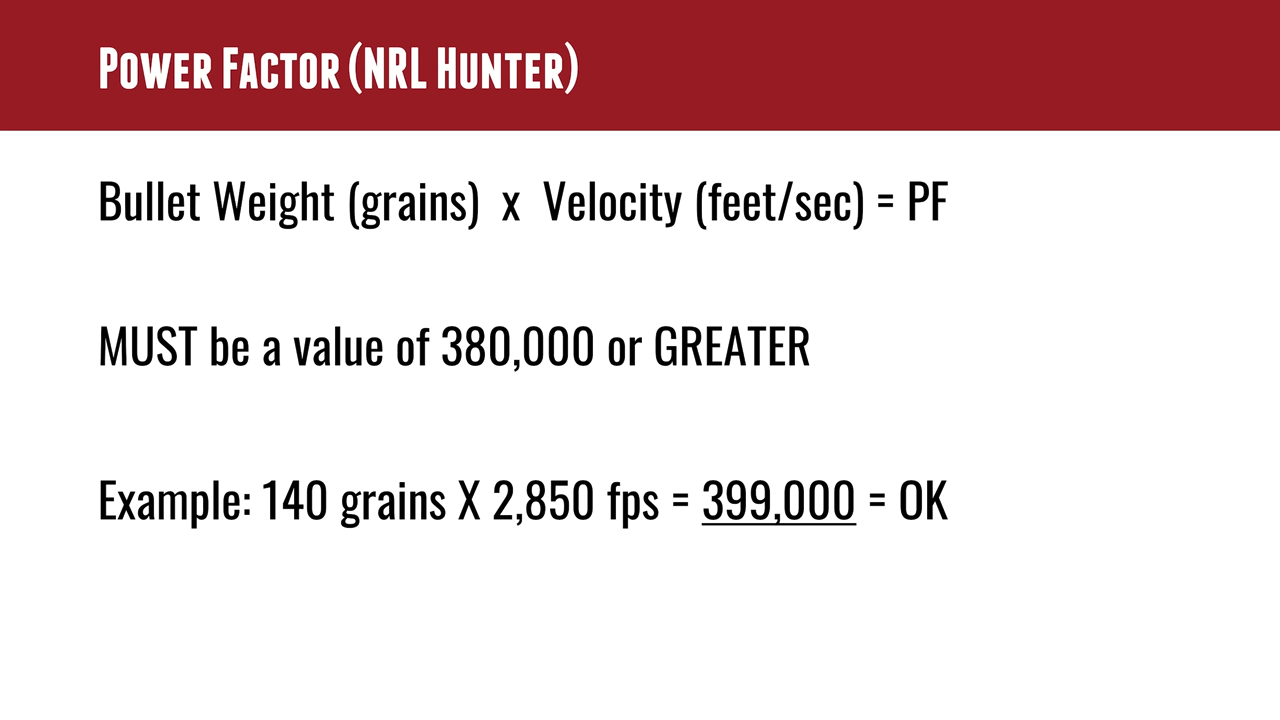 Power Factor (NRL Hunter)
Bullet Weight (grains) x Velocity (feet/sec) = PF
MUST be a value of 380,000 or GREATER
Example: 140 grains X 2,850 fps = 399,000 = OK